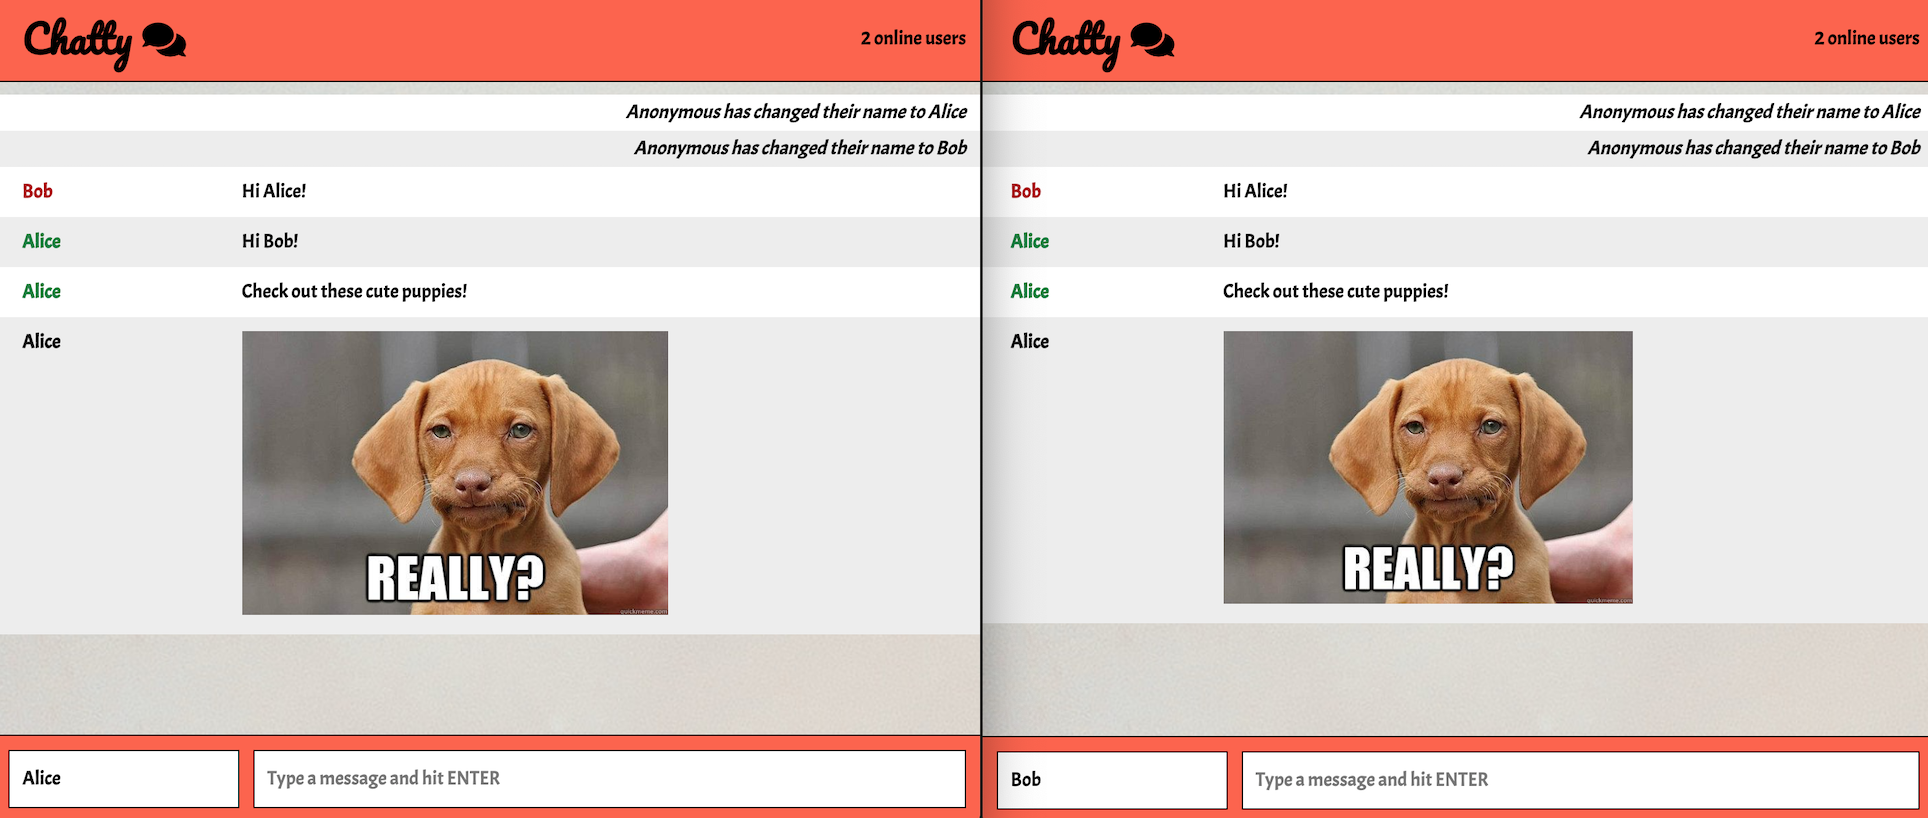 Chatty
2 online users
Anonymous has changed their name to Alice
Anonymous has changed their name to Bob
Bob
Hi Alice!
Alice
Hi Bob!
Alice
Check out these cute puppies!
Alice
REALLY?
quickmeme.com
Alice
Type a message and hit ENTER
Chatty
2 online users
Anonymous has changed their name to Alice
Anonymous has changed their name to Bob
Bob
Hi Alice!
Alice
Hi Bob!
Alice
Check out these cute puppies!
Alice
REALLY?
quickmeme.com
Bob
Type a message and hit ENTER